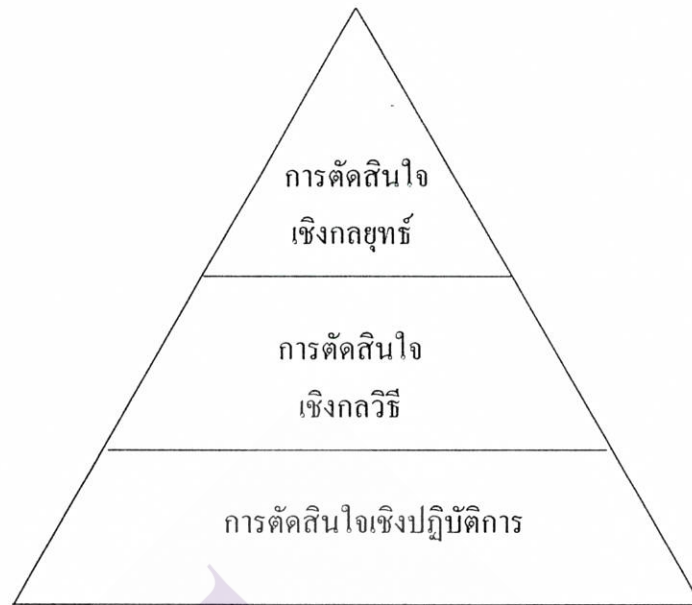 การตัดสินใจ
เชิงกลยุทธ์
การตัดสินใจ
เชิงกลวิธี
การตัดสินใจเชิงปฏิบัติการ